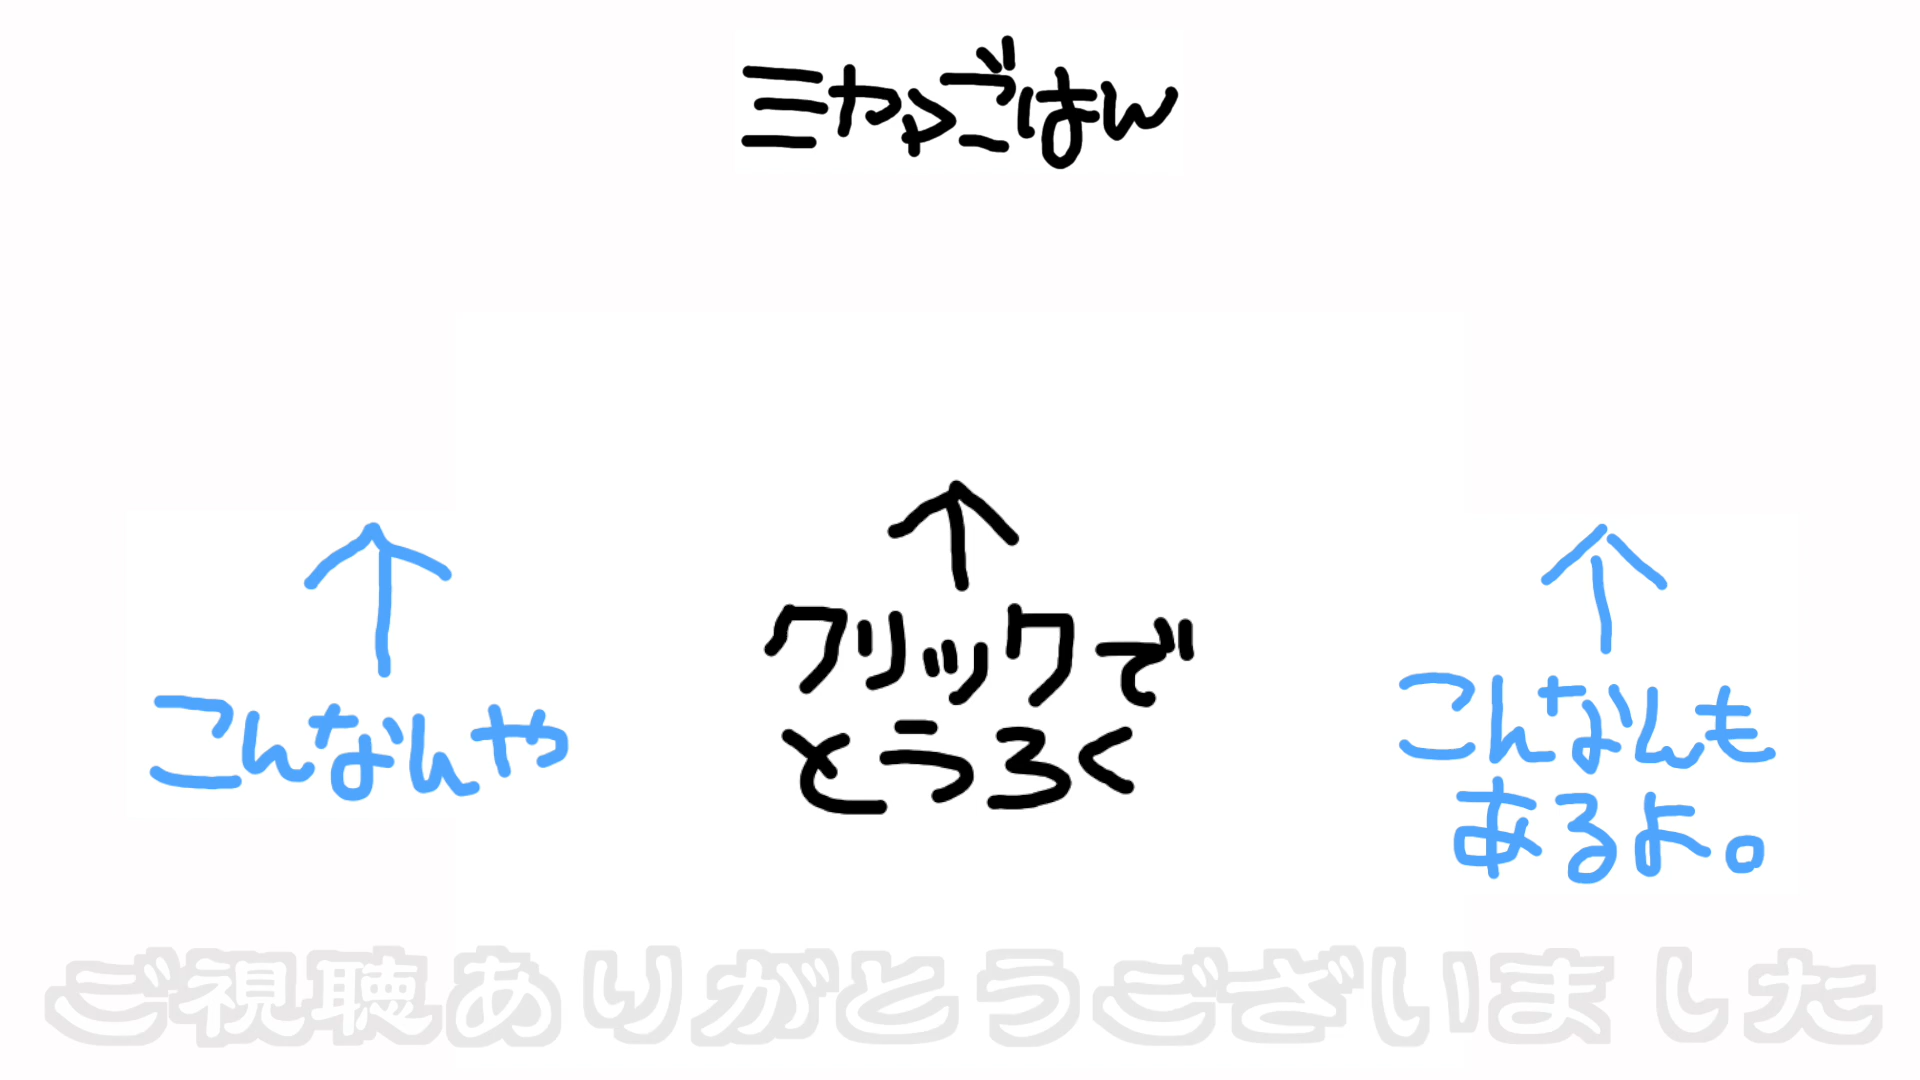 ミヤshごはん
こんなんや
クリックで
とうろく
こんなんも
あるよ。
ご視聴ありがとうございました